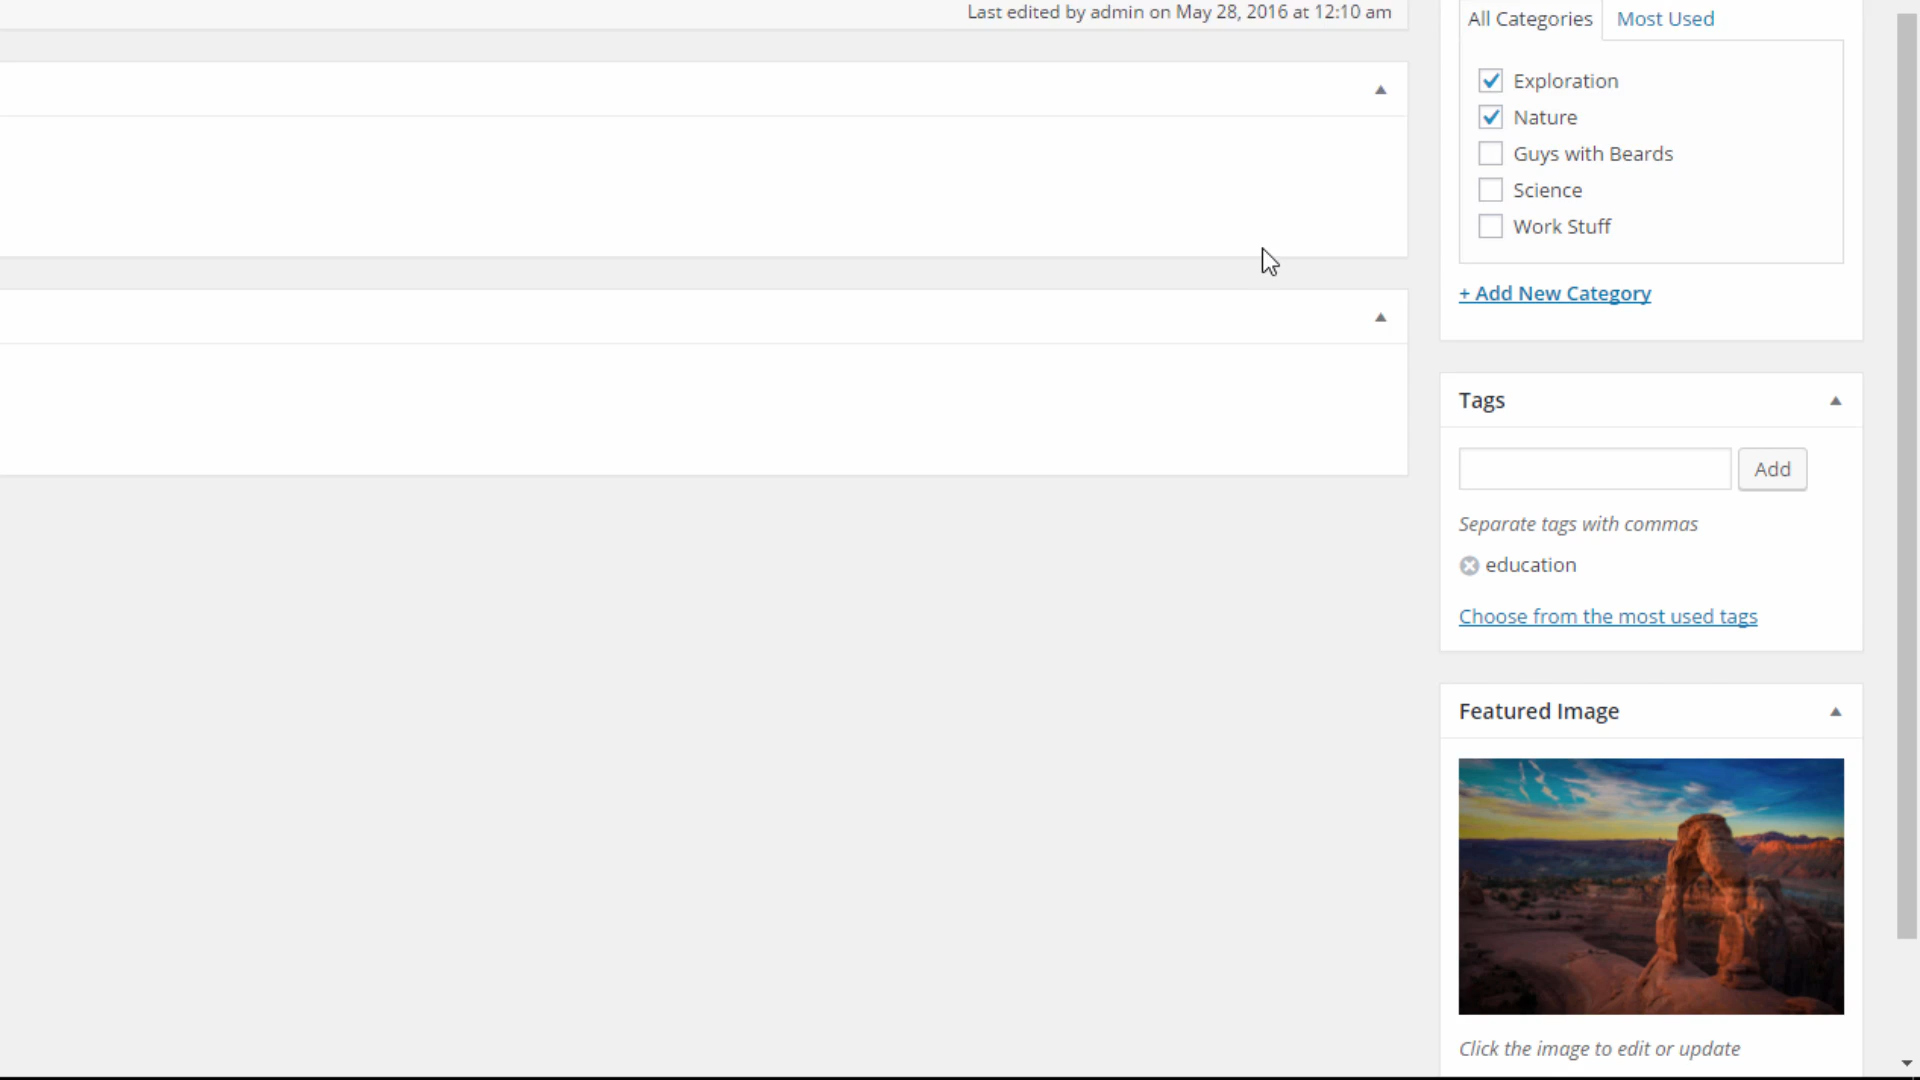 Last edited by admin on May 28, 2016 at 12:10 am
All Categories
Most Used
Exploration
Nature
Guys with Beards
Science
Work Stuff
+ Add New Category
Tags
Add
Separate tags with commas
education
Choose from the most used tags
Featured Image
Click the image to edit or update